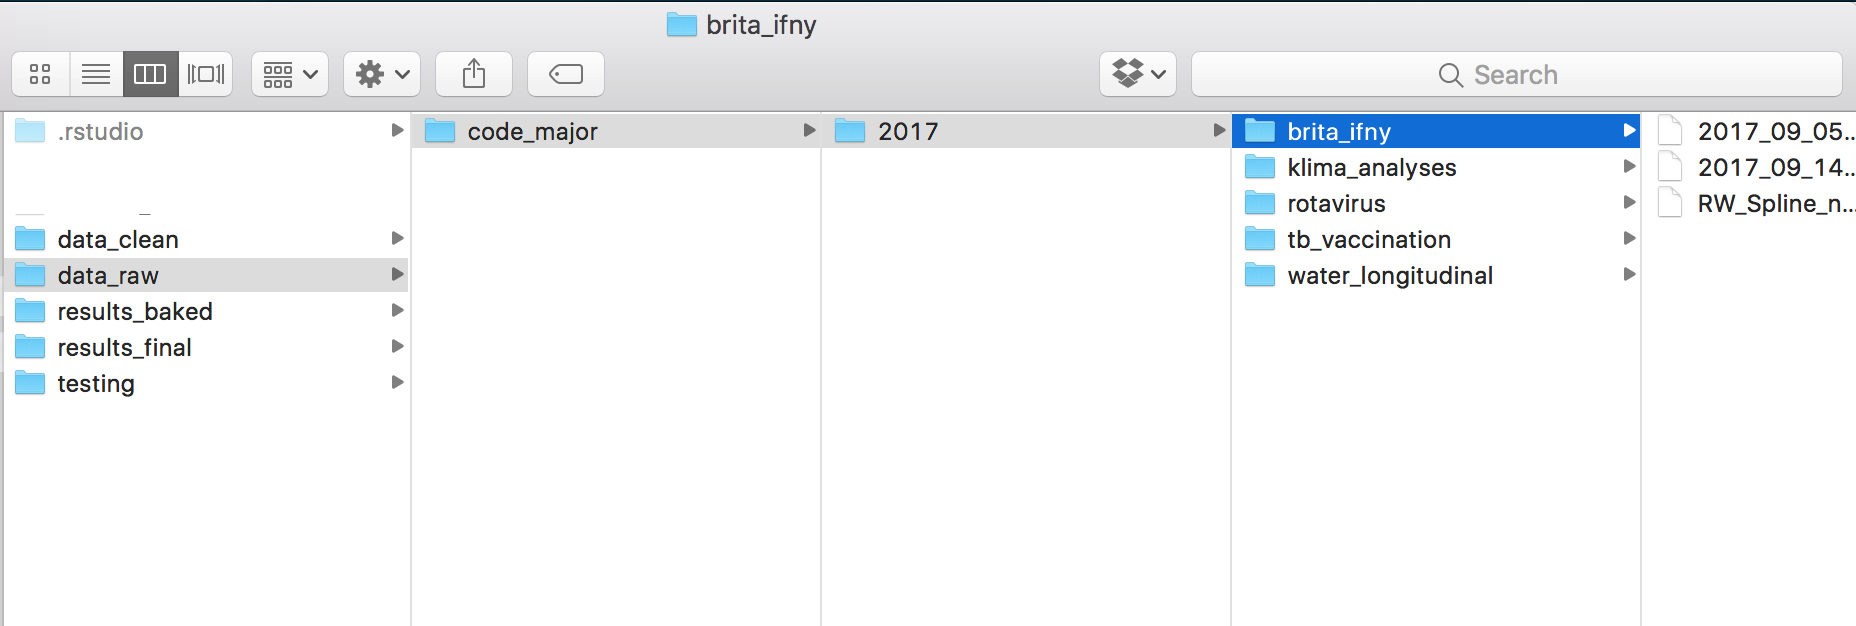 brita_ifny
Search
.rstudio
data_clean
data_raw
results_baked
results_final
testing
code_major
2017
brita_ifny
klima_analyses
rotavirus
tb_vaccination
water_longitudinal
2017_09_05...
2017_09_14...
RW_Spline_n...